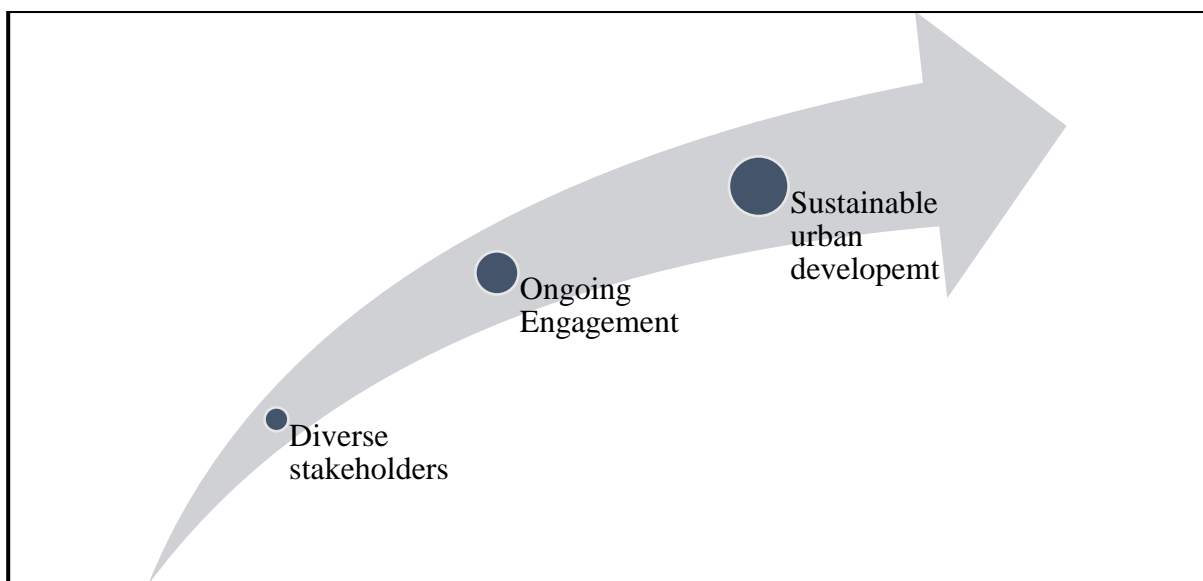 Diverse
stakeholders
Ongoing
Engagement
Sustainable
urban
developemt